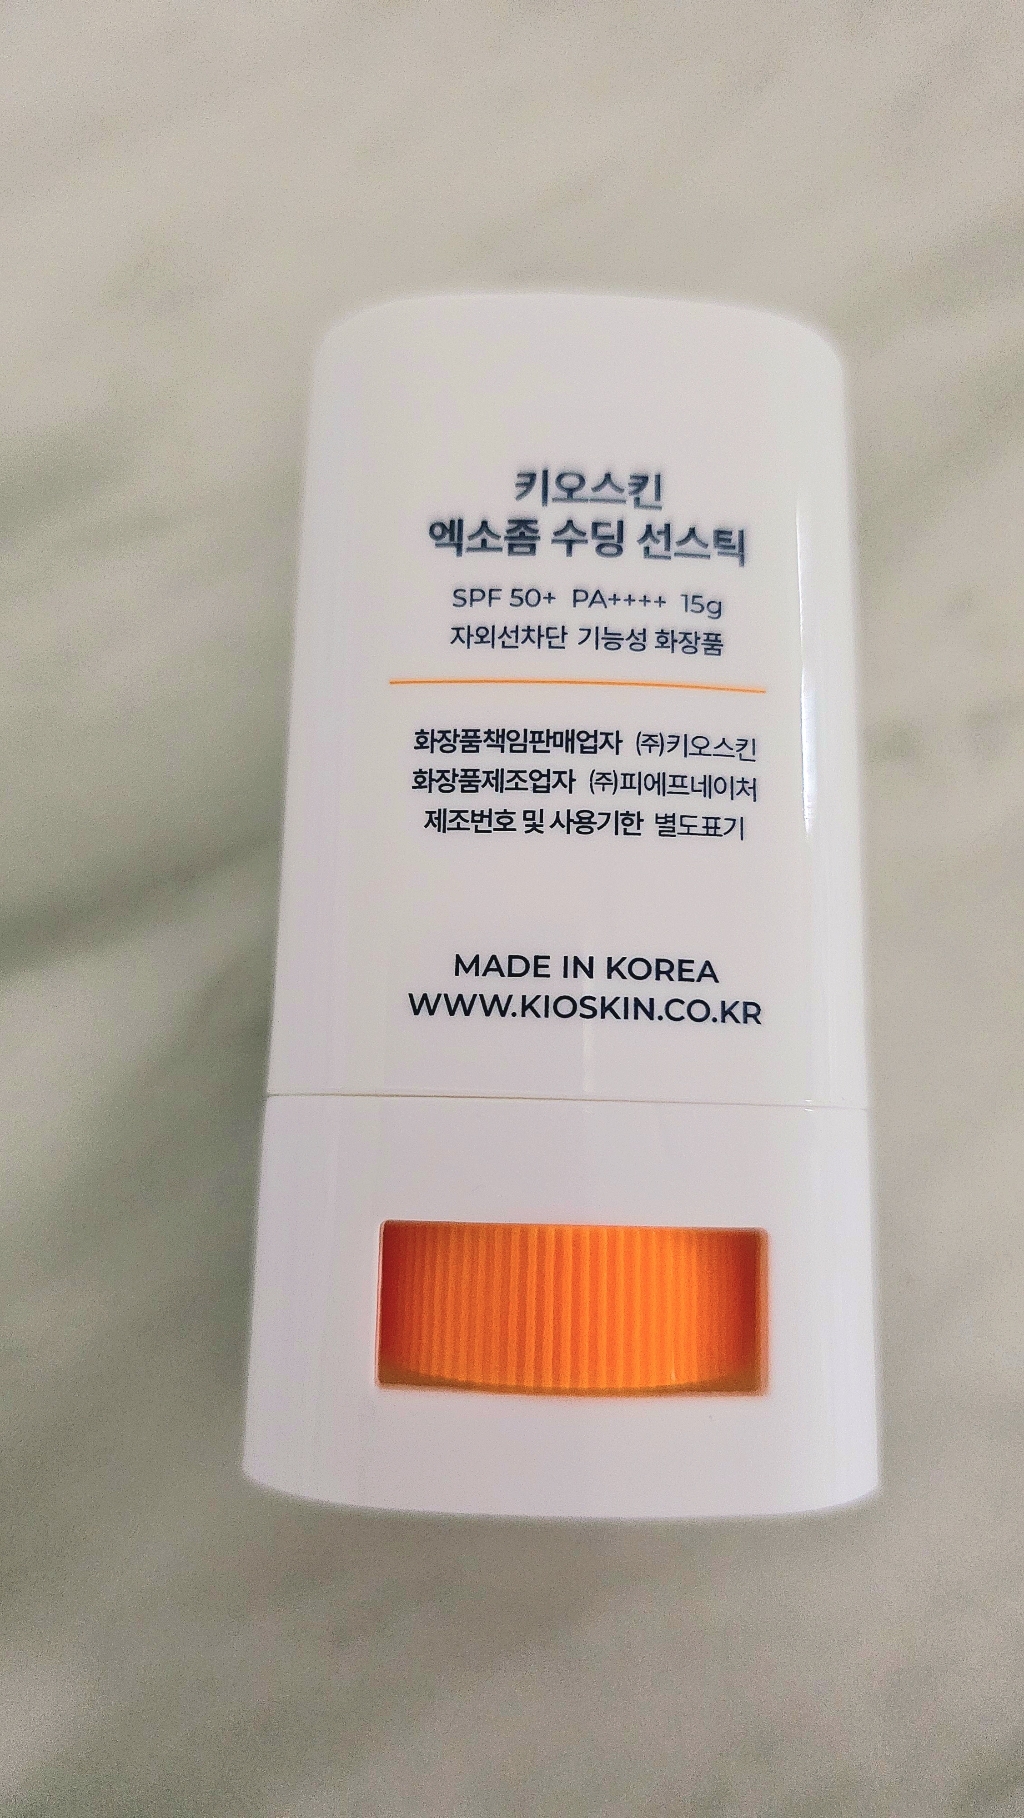 키오스킨
엑소좀 수딩 선스틱
SPF 50+ PA++++ 15g
자외선차단 기능성 화장품
화장품책임판매업자 ㈜키오스킨
화장품제조업자 ㈜피에프네이처
제조번호 및 사용기한 별도표기
MADE IN KOREA
WWW.KIOSKIN.CO.KR